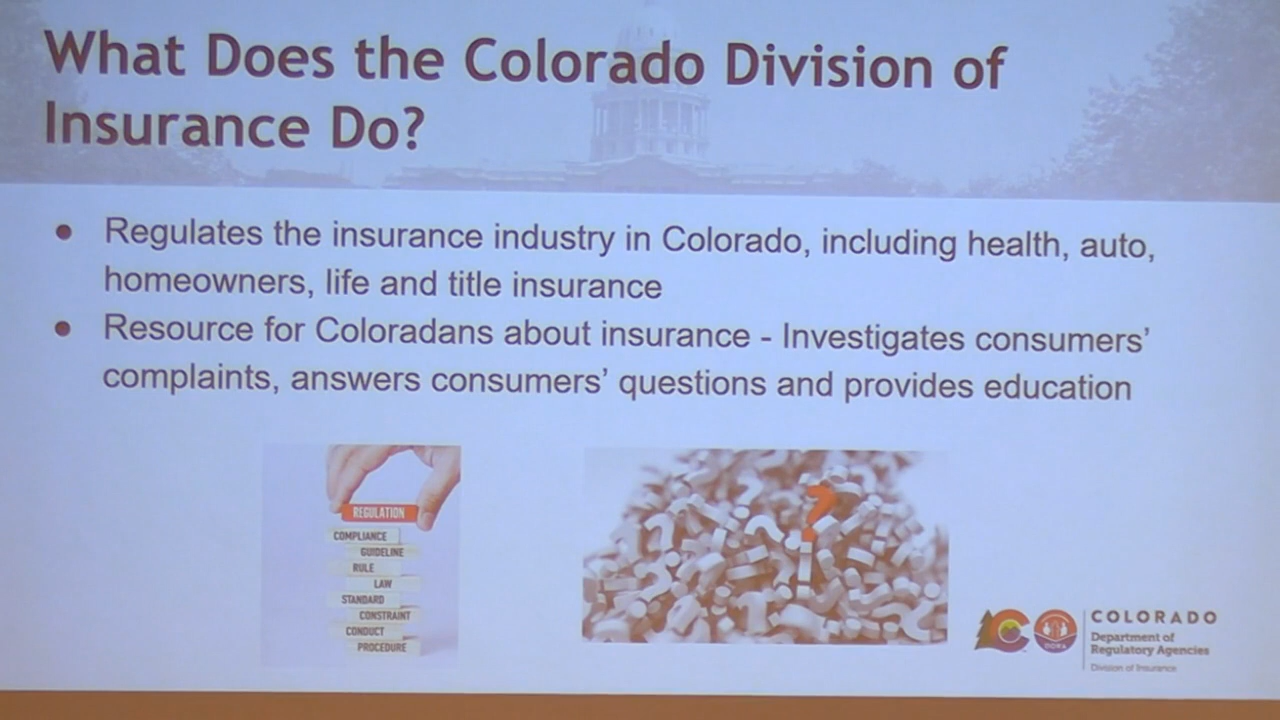 What Does the Colorado Division of
Insurance Do?
● Regulates the insurance industry in Colorado, including health, auto,
homeowners, life and title insurance
● Resource for Coloradans about insurance - Investigates consumers’
complaints, answers consumers’ questions and provides education
REGULATION
COMPLIANCE
GUIDELINE
RULE
LAW
STANDARD
CONSTRAINT
CONDUCT
PROCEDURE
?
C
DORA
COLORADO
Department of
Regulatory Agencies
Division of Insurance